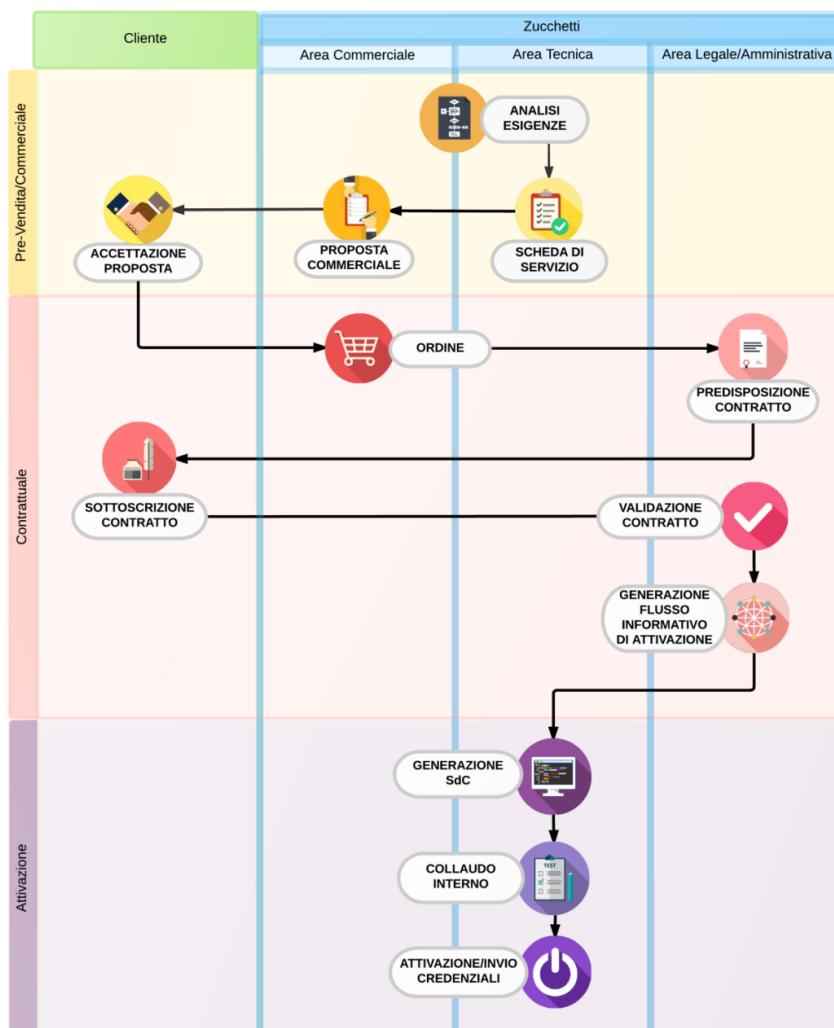 Cliente
Zucchetti
Area Commerciale
Area Tecnica
Area Legale/Amministrativa
Pre-Vendita/Commerciale
ANALISI
ESIGENZE
ACCETTAZIONE
PROPOSTA
PROPOSTA
COMMERCIALE
SCHEDA DI
SERVIZIO
Contrattuale
ORDINE
PREDISPOSIZIONE
CONTRATTO
SOTTOSCRIZIONE
CONTRATTO
VALIDAZIONE
CONTRATTO
GENERAZIONE
FLUSSO
INFORMATIVO
DI ATTIVAZIONE
Attivazione
GENERAZIONE
SdC
COLLAUDO
INTERNO
TEST
ATTIVAZIONE/INVIO
CREDENZIALI